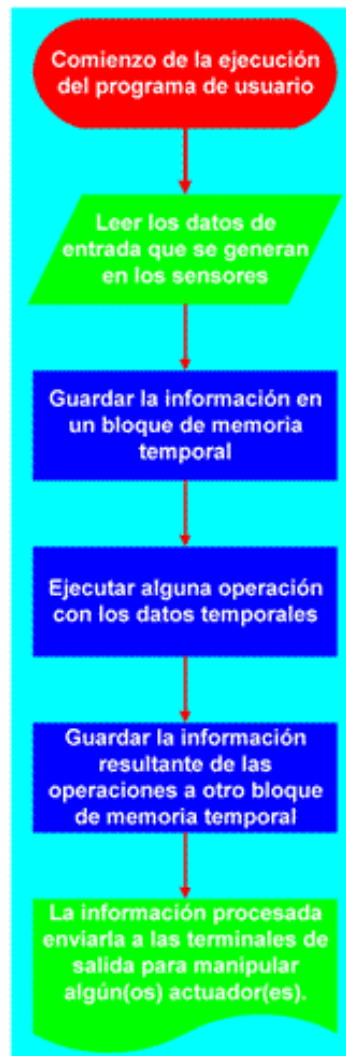 Comienzo de la ejecución
del programa de usuario
Leer los datos de
entrada que se generan
en los sensores
Guardar la información en
un bloque de memoria
temporal
Ejecutar alguna operación
con los datos temporales
Guardar la información
resultante de las
operaciones a otro bloque
de memoria temporal
La información procesada
enviarla a las terminales de
salida para manipular
algún(os) actuador(es).